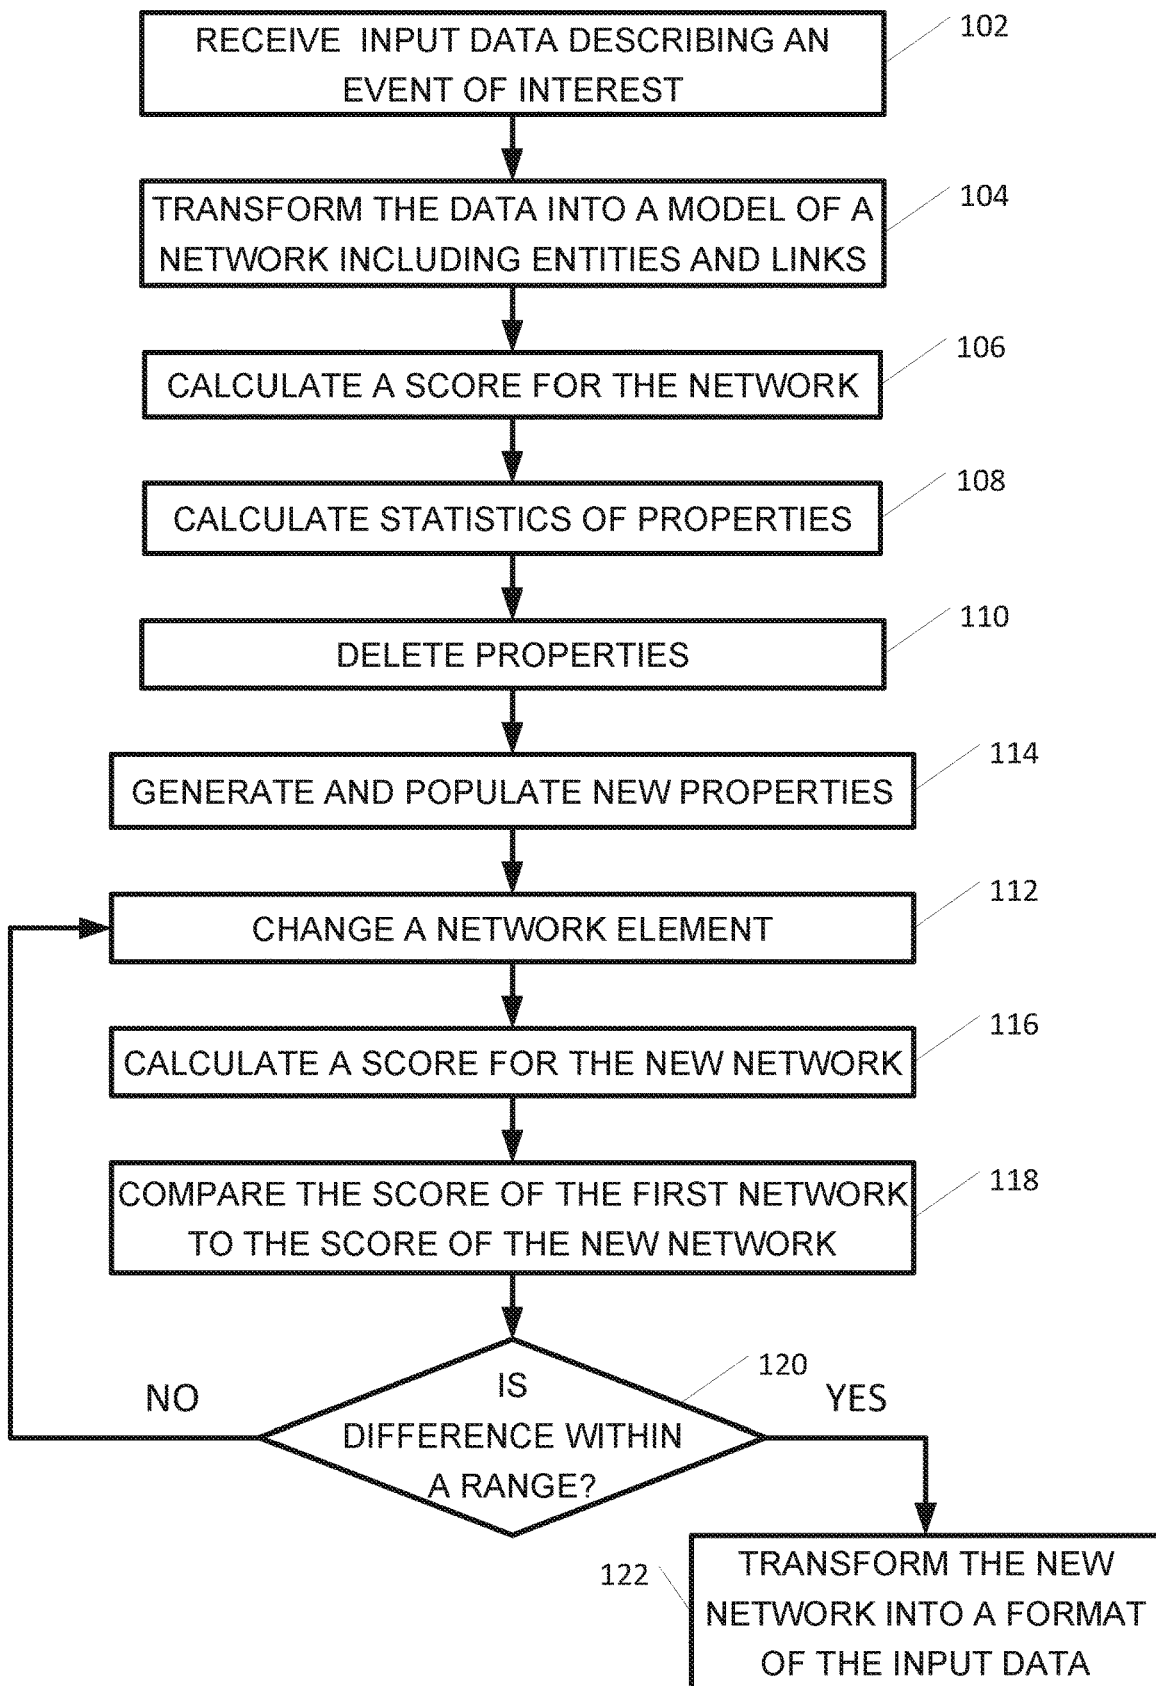 RECEIVE INPUT DATA DESCRIBING AN
EVENT OF INTEREST
102
TRANSFORM THE DATA INTO A MODEL OF A
NETWORK INCLUDING ENTITIES AND LINKS
104
CALCULATE A SCORE FOR THE NETWORK
106
CALCULATE STATISTICS OF PROPERTIES
108
DELETE PROPERTIES
110
GENERATE AND POPULATE NEW PROPERTIES
114
CHANGE A NETWORK ELEMENT
112
CALCULATE A SCORE FOR THE NEW NETWORK
116
COMPARE THE SCORE OF THE FIRST NETWORK
TO THE SCORE OF THE NEW NETWORK
118
IS
DIFFERENCE WITHIN
A RANGE?
120
NO
YES
TRANSFORM THE NEW
NETWORK INTO A FORMAT
OF THE INPUT DATA
122